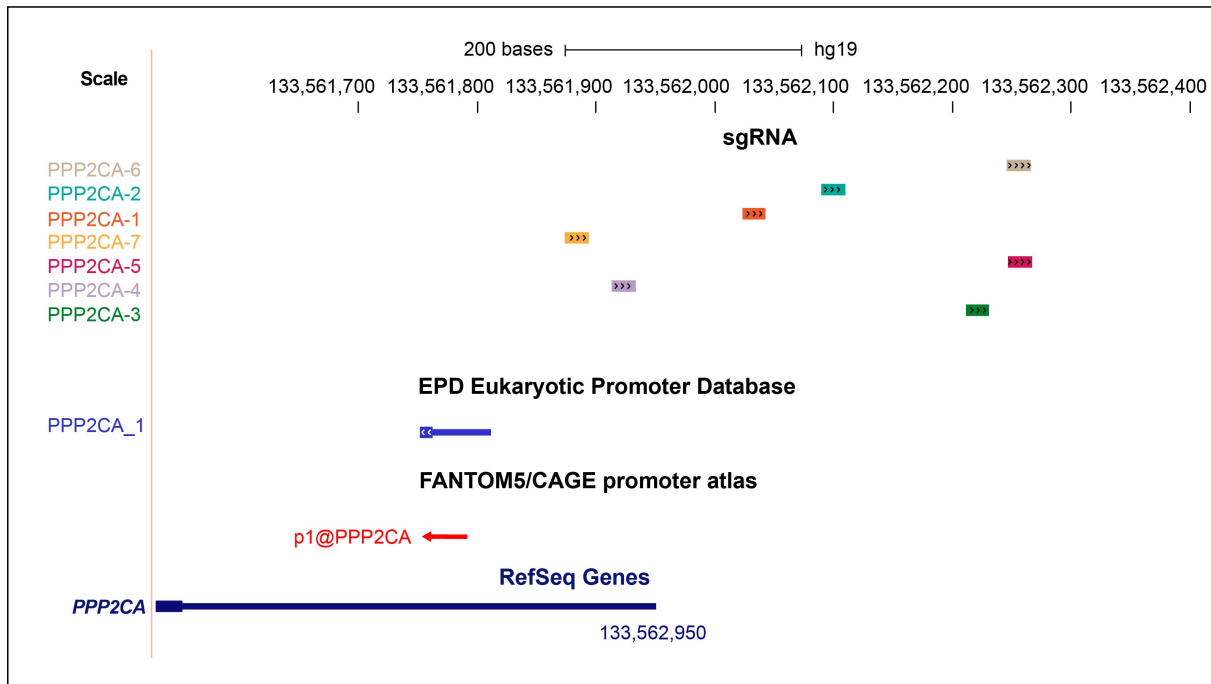 200 bases hg19
Scale 133,561,700 133,561,800 133,561,900 133,562,000 133,562,100 133,562,200 133,562,300 133,562,400
sgRNA
PPP2CA-6
PPP2CA-2
PPP2CA-1
PPP2CA-7
PPP2CA-5
PPP2CA-4
PPP2CA-3
EPD Eukaryotic Promoter Database
PPP2CA_1
FANTOM5/CAGE promoter atlas
p1@PPP2CA
RefSeq Genes
PPP2CA
133,562,950